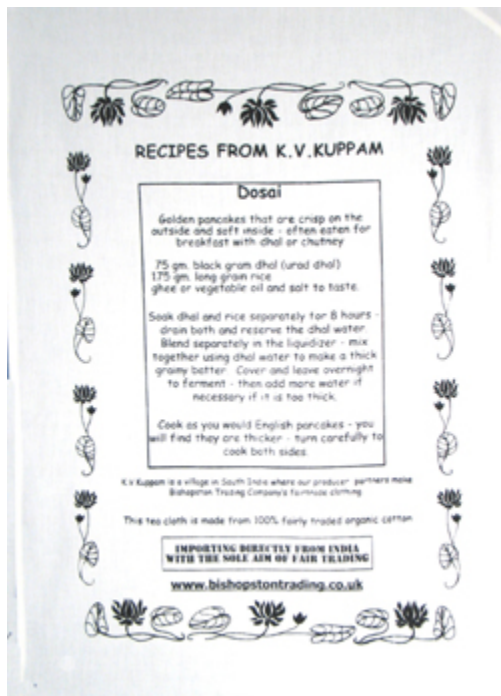 RECIPES FROM K.V.KUPPAM
Dosai
Golden pancakes that are crisp on the
outside and soft inside - often eaten for
breakfast with dhal or chutney
75 gm. black gram dhal (urad dhal)
175 gm. long grain rice
ghee or vegetable oil and salt to taste.
Soak dhal and rice separately for 8 hours -
drain both and reserve the dhal water.
Blend separately in the liquidizer - mix
together using dhal water to make a thick
grainy batter. Cover and leave overnight
to ferment - then add more water if
necessary if it is too thick.
Cook as you would English pancakes - you
will find they are thicker - turn carefully to
cook both sides.
K.V.Kuppam is a village in South India where our producer partners make
Bishopston Trading Company's fairtrade clothing
This tea cloth is made from 100% fairly traded organic cotton
IMPORTING DIRECTLY FROM INDIA
WITH THE SOLE AIM OF FAIR TRADING
www.bishopstontrading.co.uk